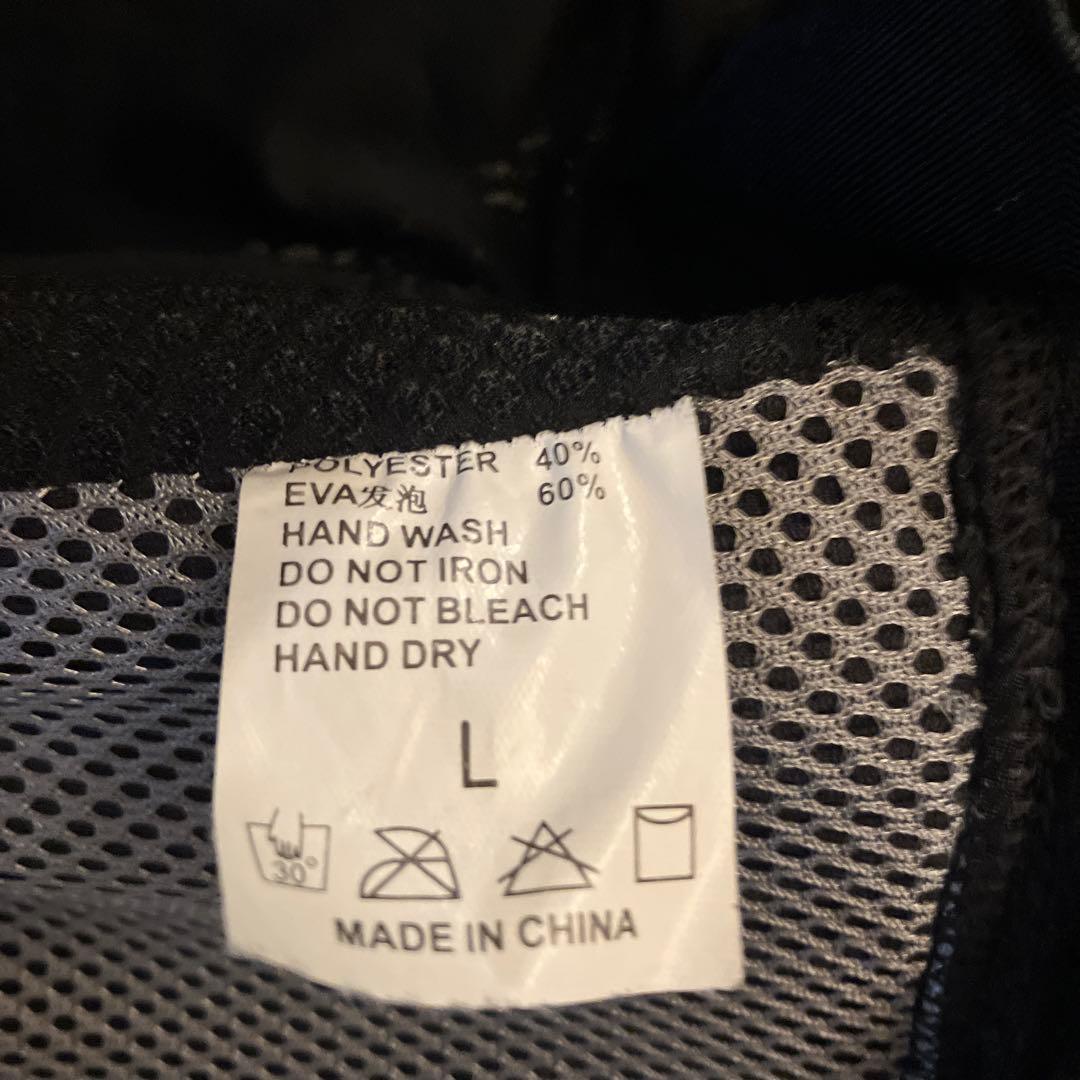 POLYESTER 40%
EVA发泡 60%
HAND WASH
DO NOT IRON
DO NOT BLEACH
HAND DRY
L
30°
MADE IN CHINA